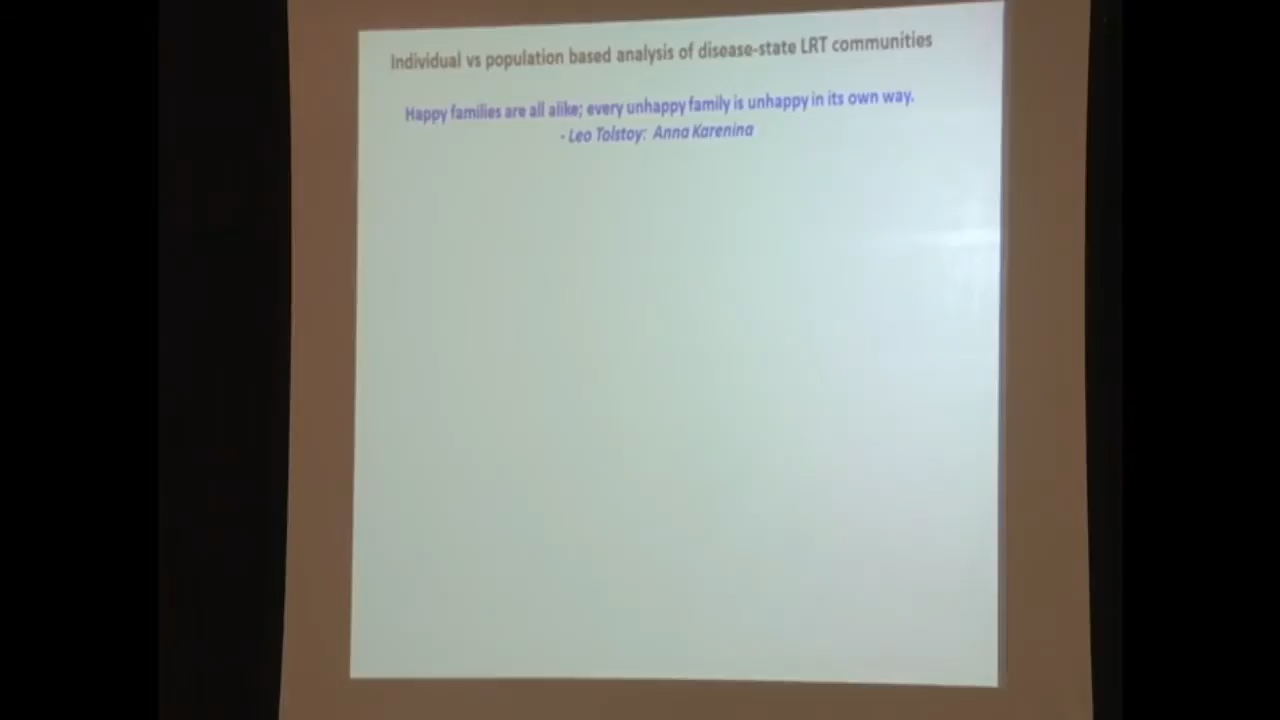 Individual vs population based analysis of disease-state LRT communities
Happy families are all alike; every unhappy family is unhappy in its own way.
- Leo Tolstoy: Anna Karenina